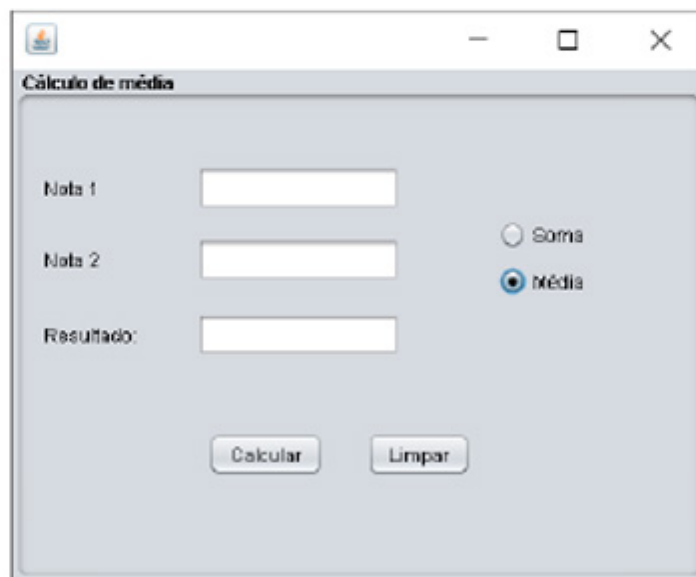 Cálculo de média
Nota 1
Nota 2
Soma
Média
Resultado:
Calcular
Limpar